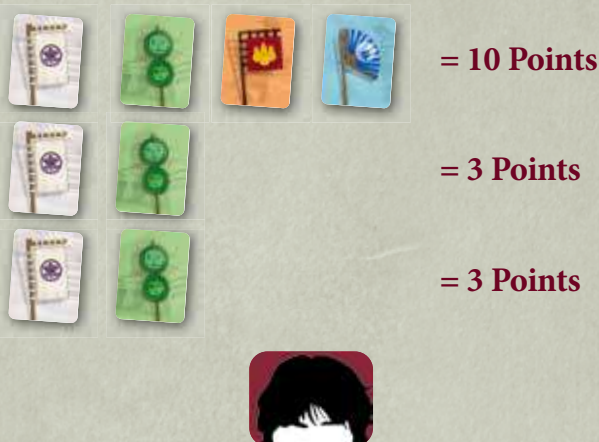 = 10 Points
= 3 Points
= 3 Points